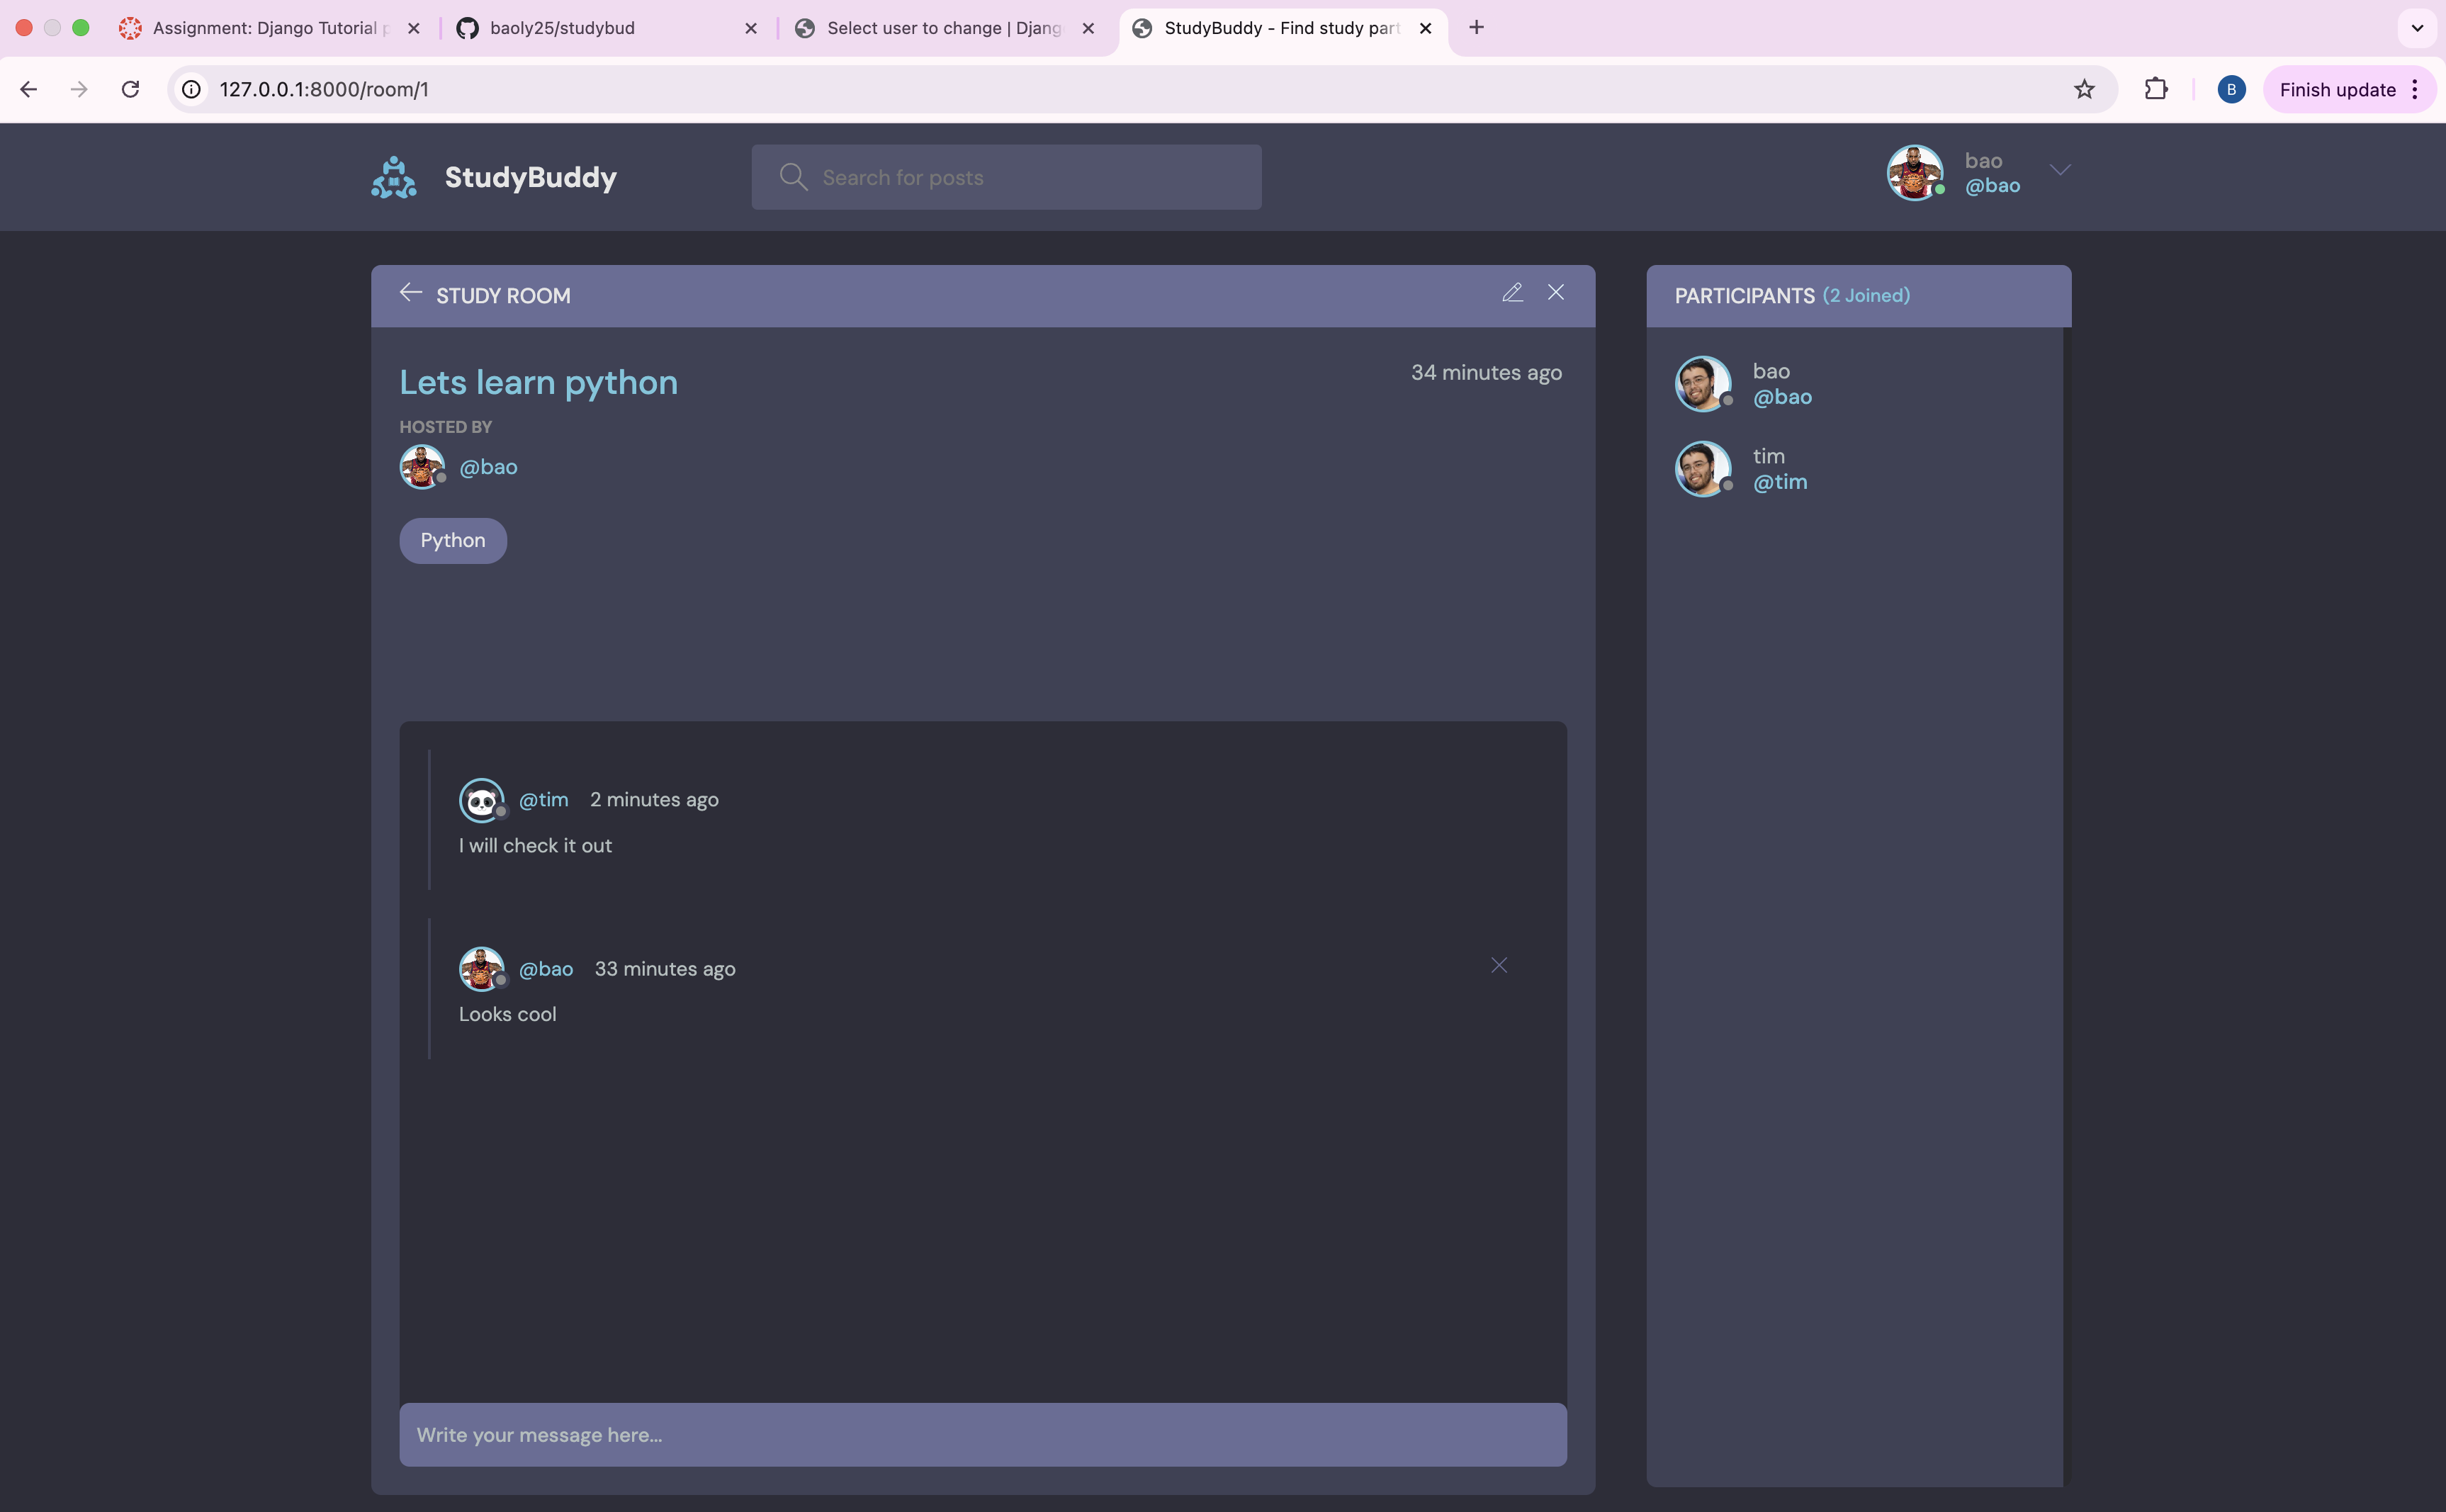 Assignment: Django Tutorial p
baoly25/studybud
Select user to change | Djang
StudyBuddy - Find study part
127.0.0.1:8000/room/1
B
Finish update
StudyBuddy
Search for posts
bao
@bao
STUDY ROOM
Lets learn python
34 minutes ago
HOSTED BY
@bao
Python
@tim 2 minutes ago
I will check it out
@bao 33 minutes ago
Looks cool
Write your message here...
PARTICIPANTS (2 Joined)
bao
@bao
tim
@tim